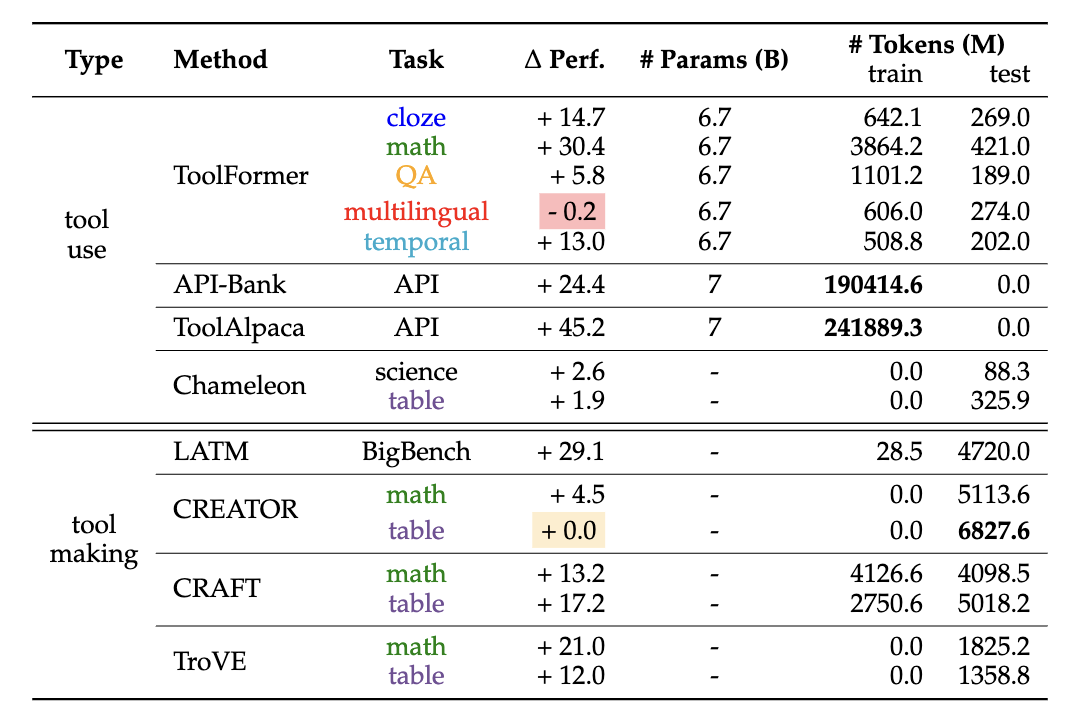 Type Method Task Δ Perf. # Params (B) # Tokens (M)
train test
tool use
ToolFormer
cloze + 14.7 6.7 642.1 269.0
math + 30.4 6.7 3864.2 421.0
QA + 5.8 6.7 1101.2 189.0
multilingual - 0.2 6.7 606.0 274.0
temporal + 13.0 6.7 508.8 202.0
API-Bank API + 24.4 7 190414.6 0.0
ToolAlpaca API + 45.2 7 241889.3 0.0
Chameleon
science + 2.6 - 0.0 88.3
table + 1.9 - 0.0 325.9
tool making
LATM BigBench + 29.1 - 28.5 4720.0
CREATOR
math + 4.5 - 0.0 5113.6
table + 0.0 - 0.0 6827.6
CRAFT
math + 13.2 - 4126.6 4098.5
table + 17.2 - 2750.6 5018.2
TroVE
math + 21.0 - 0.0 1825.2
table + 12.0 - 0.0 1358.8